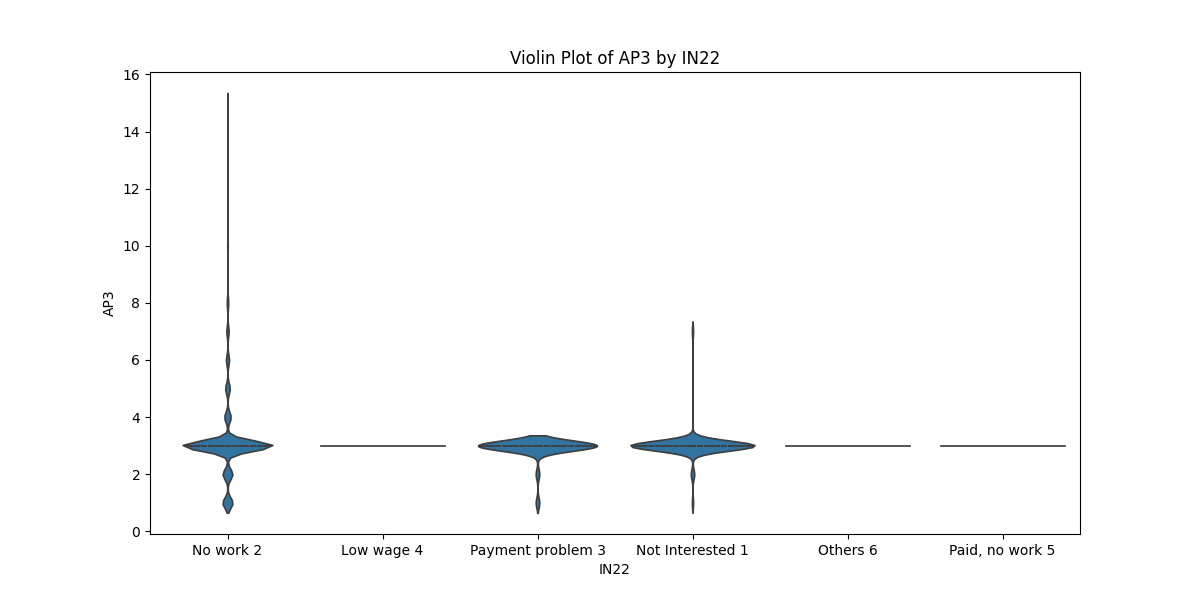 Violin Plot of AP3 by IN22
16
14
12
10
8
6
4
2
0
AP3
No work 2 Low wage 4 Payment problem 3 Not Interested 1 Others 6 Paid, no work 5
IN22